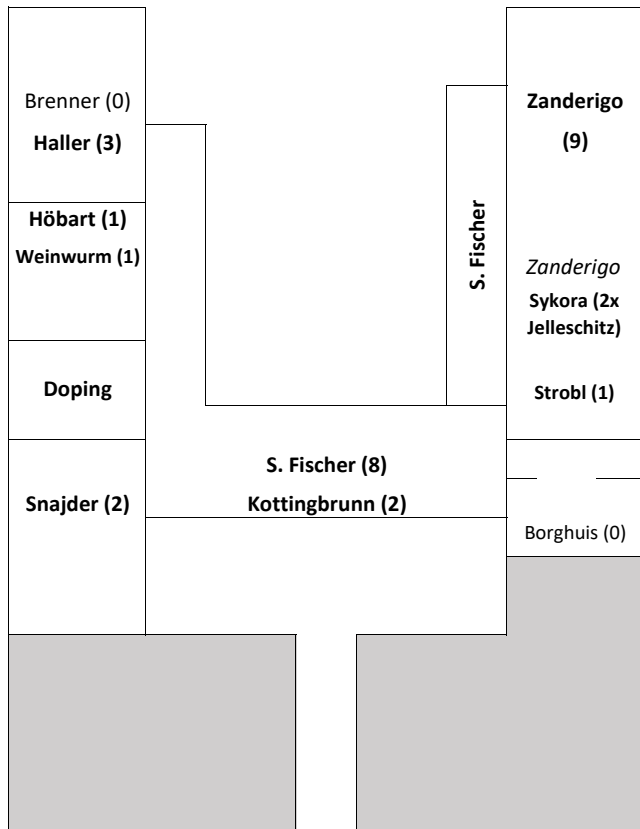 Brenner (0)
Haller (3)
Höbart (1)
Weinwurm (1)
Doping
Snajder (2)
S. Fischer (8)
Kottingbrunn (2)
S. Fischer
Zanderigo
(9)
Zanderigo
Sykora (2x
Jelleschitz)
Strobl (1)
Borghuis (0)